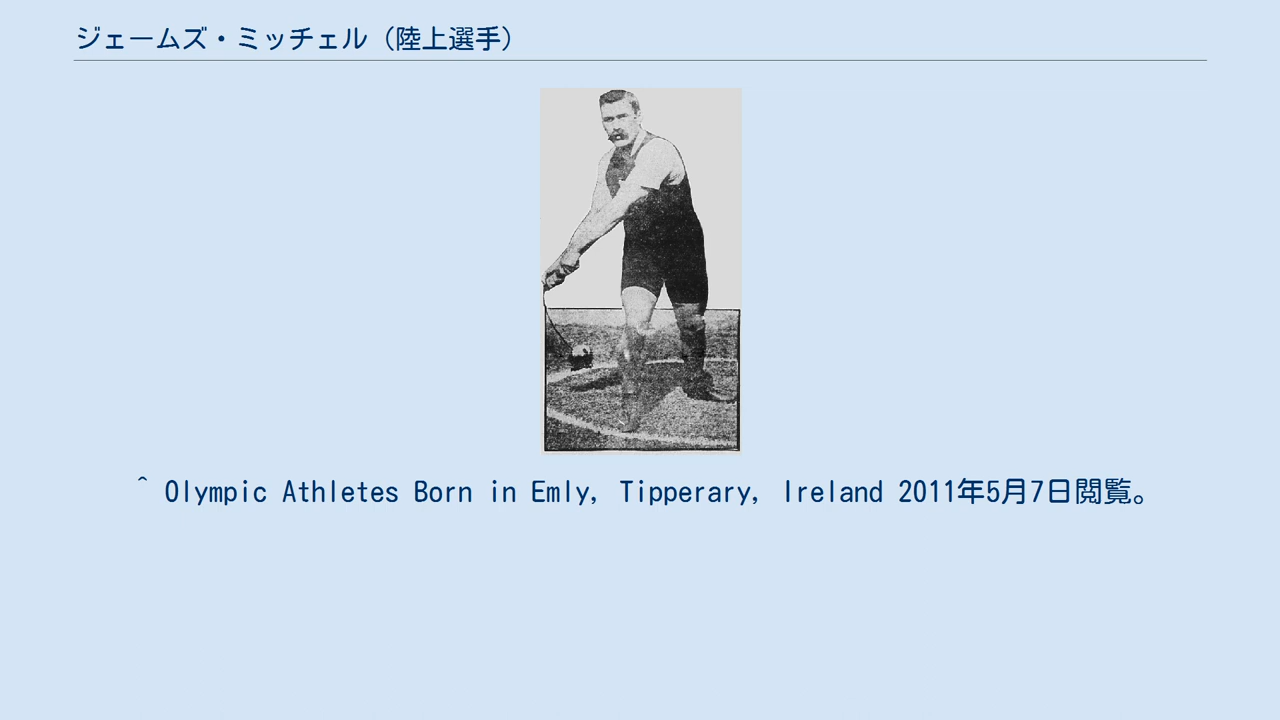 ジェームズ・ミッチェル（陸上選手）
^ Olympic Athletes Born in Emly, Tipperary, Ireland 2011年5月7日閲覧。